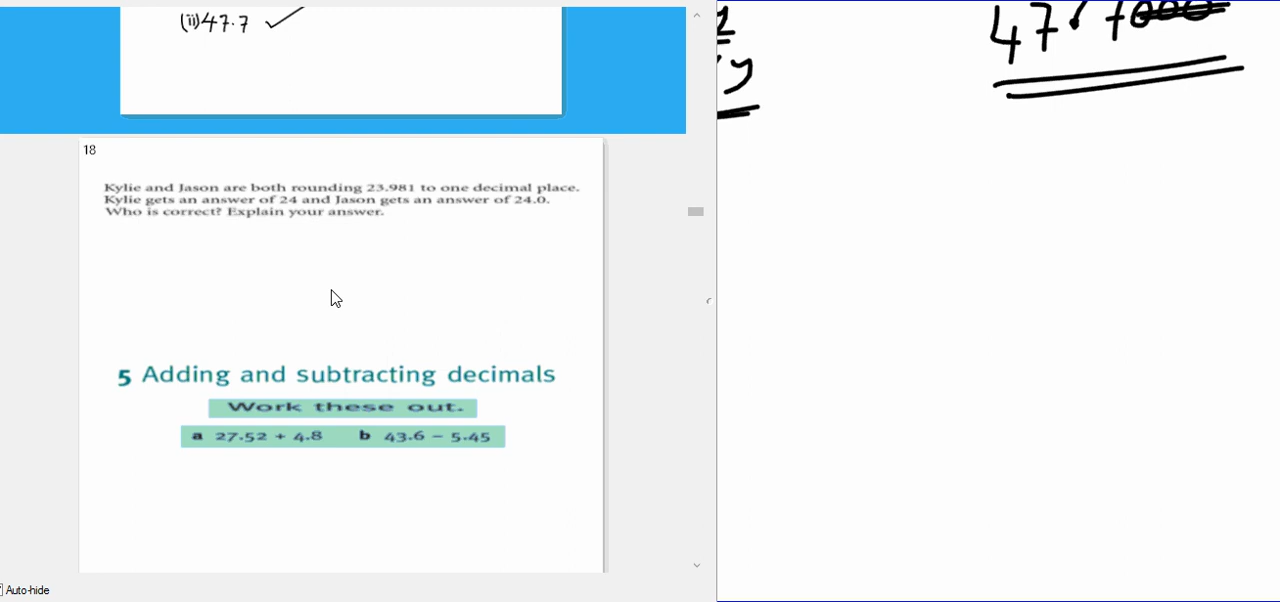 (ii) 47.7 ✓
47.7000
y
18
Kylie and Jason are both rounding 23.981 to one decimal place.
Kylie gets an answer of 24 and Jason gets an answer of 24.0.
Who is correct? Explain your answer.
5 Adding and subtracting decimals
Work these out.
a 27.52 + 4.8 b 43.6 – 5.45
Auto-hide